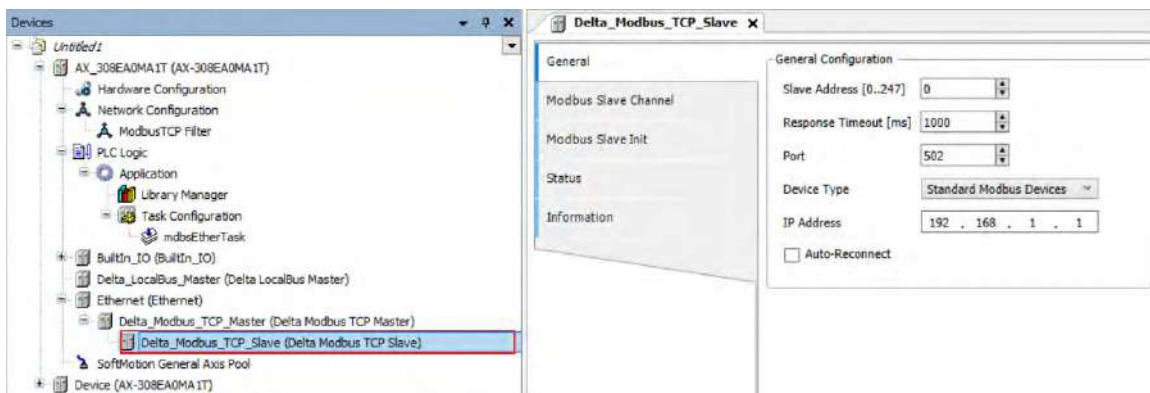 Devices
Untitled1
AX_308EA0MA1T (AX-308EA0MA1T)
Hardware Configuration
Network Configuration
ModbusTCP Filter
PLC Logic
Application
Library Manager
Task Configuration
mdbsEtherTask
BuiltIn_IO (BuiltIn_IO)
Delta_LocalBus_Master (Delta LocalBus Master)
Ethernet (Ethernet)
Delta_Modbus_TCP_Master (Delta Modbus TCP Master)
Delta_Modbus_TCP_Slave (Delta Modbus TCP Slave)
SoftMotion General Axis Pool
Device (AX-308EA0MA1T)
Delta_Modbus_TCP_Slave
General
Modbus Slave Channel
Modbus Slave Init
Status
Information
General Configuration
Slave Address [0..247] 0
Response Timeout [ms] 1000
Port 502
Device Type Standard Modbus Devices
IP Address 192 . 168 . 1 . 1
Auto-Reconnect